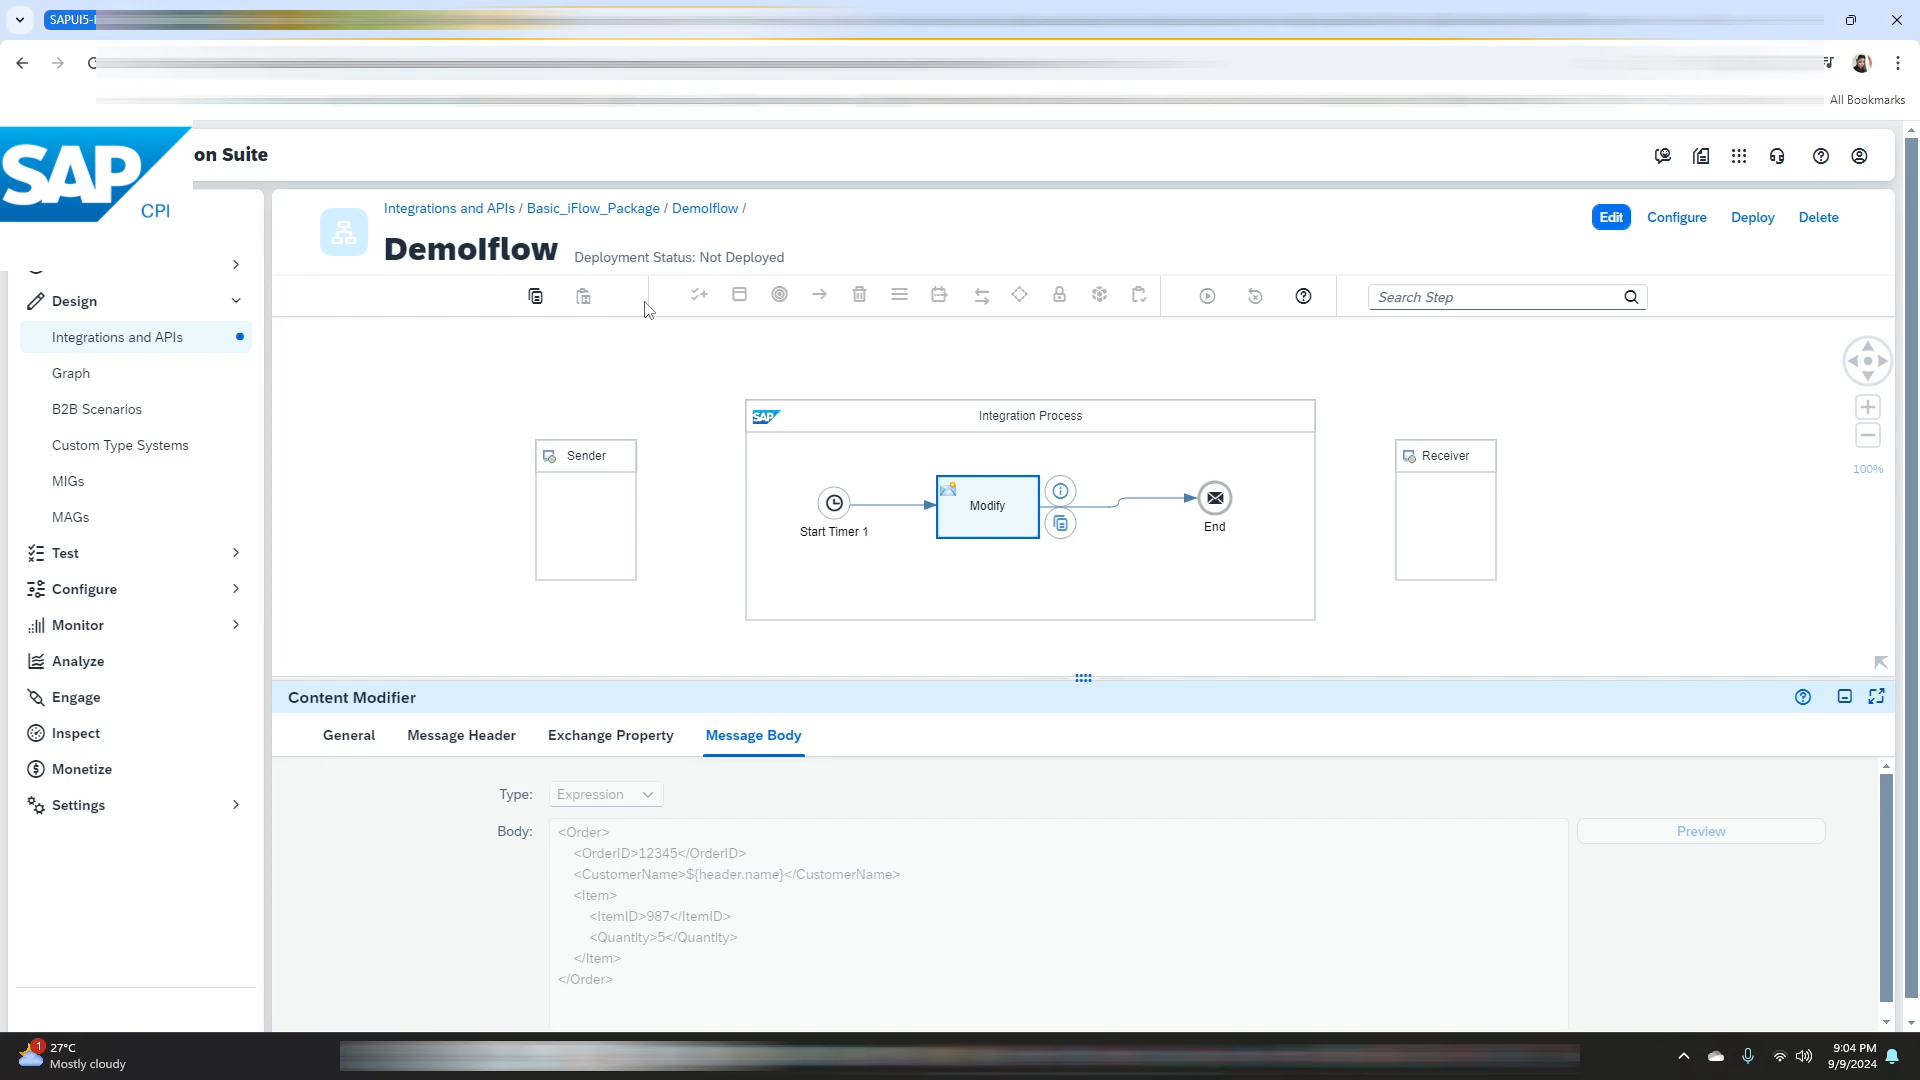 SAPUI5-
All Bookmarks
SAP
CPI
on Suite
Integrations and APIs / Basic_iFlow_Package / DemoIflow /
Edit
Configure
Deploy
Delete
DemoIflow
Deployment Status: Not Deployed
Search Step
Design
Integrations and APIs
Graph
B2B Scenarios
Custom Type Systems
MIGs
MAGs
Test
Configure
Monitor
Analyze
Engage
Inspect
Monetize
Settings
SAP
Integration Process
Sender
Receiver
Start Timer 1
Modify
End
100%
Content Modifier
General
Message Header
Exchange Property
Message Body
Type:
Expression
Body:
<Order>
<OrderID>12345</OrderID>
<CustomerName>${header.name}</CustomerName>
<Item>
<ItemID>987</ItemID>
<Quantity>5</Quantity>
</Item>
</Order>
Preview
1
27°C
Mostly cloudy
9:04 PM
9/9/2024